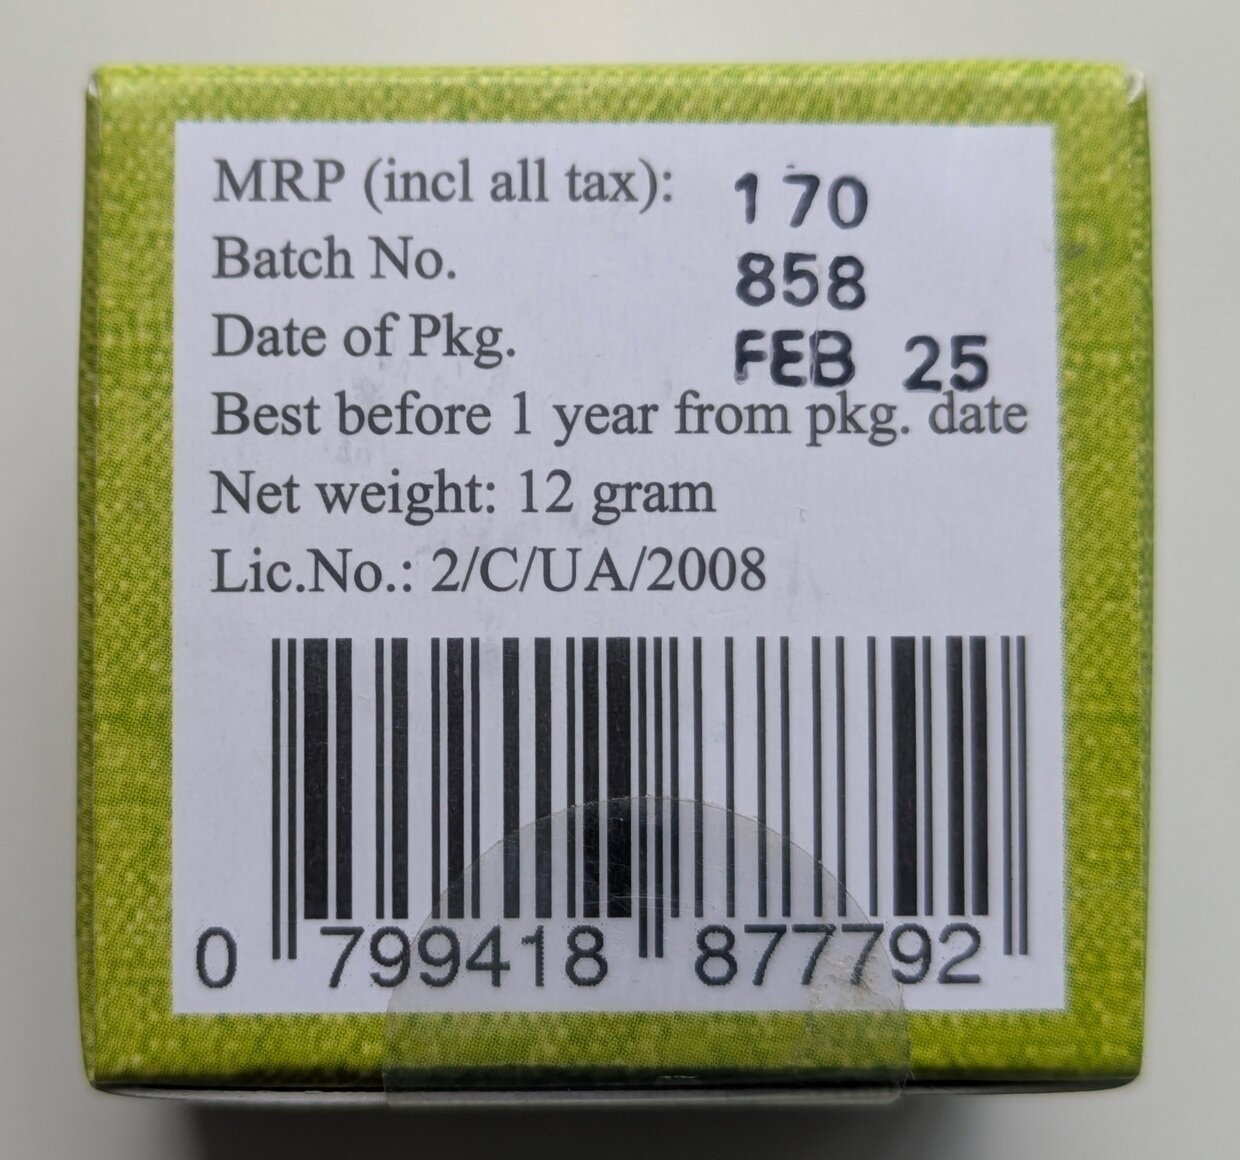 MRP (incl all tax): 170
Batch No. 858
Date of Pkg. FEB 25
Best before 1 year from pkg. date
Net weight: 12 gram
Lic.No.: 2/C/UA/2008
0 799418 877792